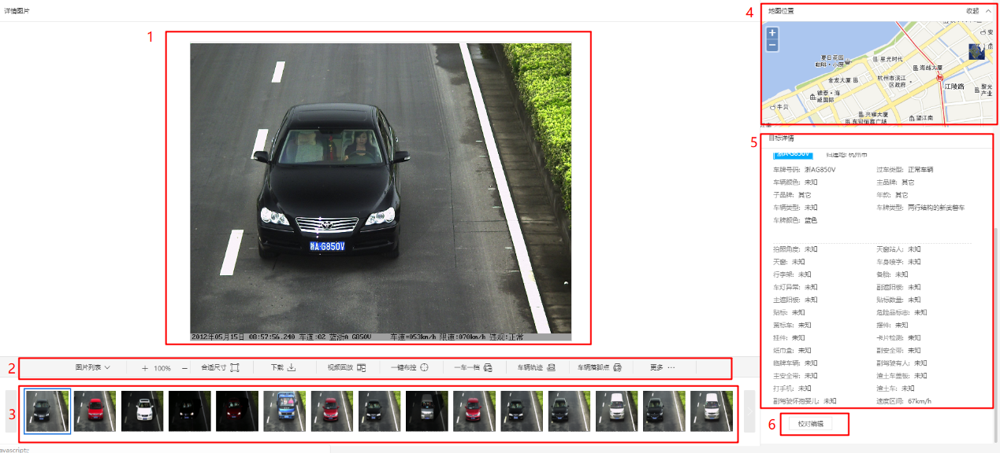 详情图片
1
浙A·G850V
2012年05月15日 08:57:56.240 车道:02 蓝浙A G850V 车速=053km/h 限速:070km/h 违规:正常
2
图片列表
+ 100% −
合适尺寸
下载
视频回放
一键布控
一车一档
车辆轨迹
车辆落脚点
更多 ···
3
avascript:
4
地图位置
收起
+
−
夏日花园
星光时代
海越大厦
金龙大厦
杭州市滨江
区政府
江陵路
聚光
产业
银泰·海
威国际
牛贝
兴耀大厦
东冠恒鑫广场
望江南
安
5
目标详情
浙AG850V
归属地: 杭州市
车牌号码: 浙AG850V 过车类型: 正常车辆
车辆颜色: 未知 主品牌: 其它
子品牌: 其它 年款: 其它
车辆类型: 未知 车牌类型: 两行结构的新武警车
车牌颜色: 蓝色
拍照角度: 未知 天窗站人: 未知
天窗: 未知 车身喷字: 未知
行李架: 未知 备胎: 未知
车灯异常: 未知 副遮阳板: 未知
主遮阳板: 未知 贴标数量: 未知
贴标: 未知 危险品标志: 未知
黄标车: 未知 摆件: 未知
挂件: 未知 卡片检测: 未知
纸巾盒: 未知 副安全带: 未知
临牌车辆: 未知 副驾驶有人: 未知
主安全带: 未知 渣土车盖板: 未知
打手机: 未知 渣土车: 未知
副驾驶怀抱婴儿: 未知 速度区间: 67km/h
6
校对编辑